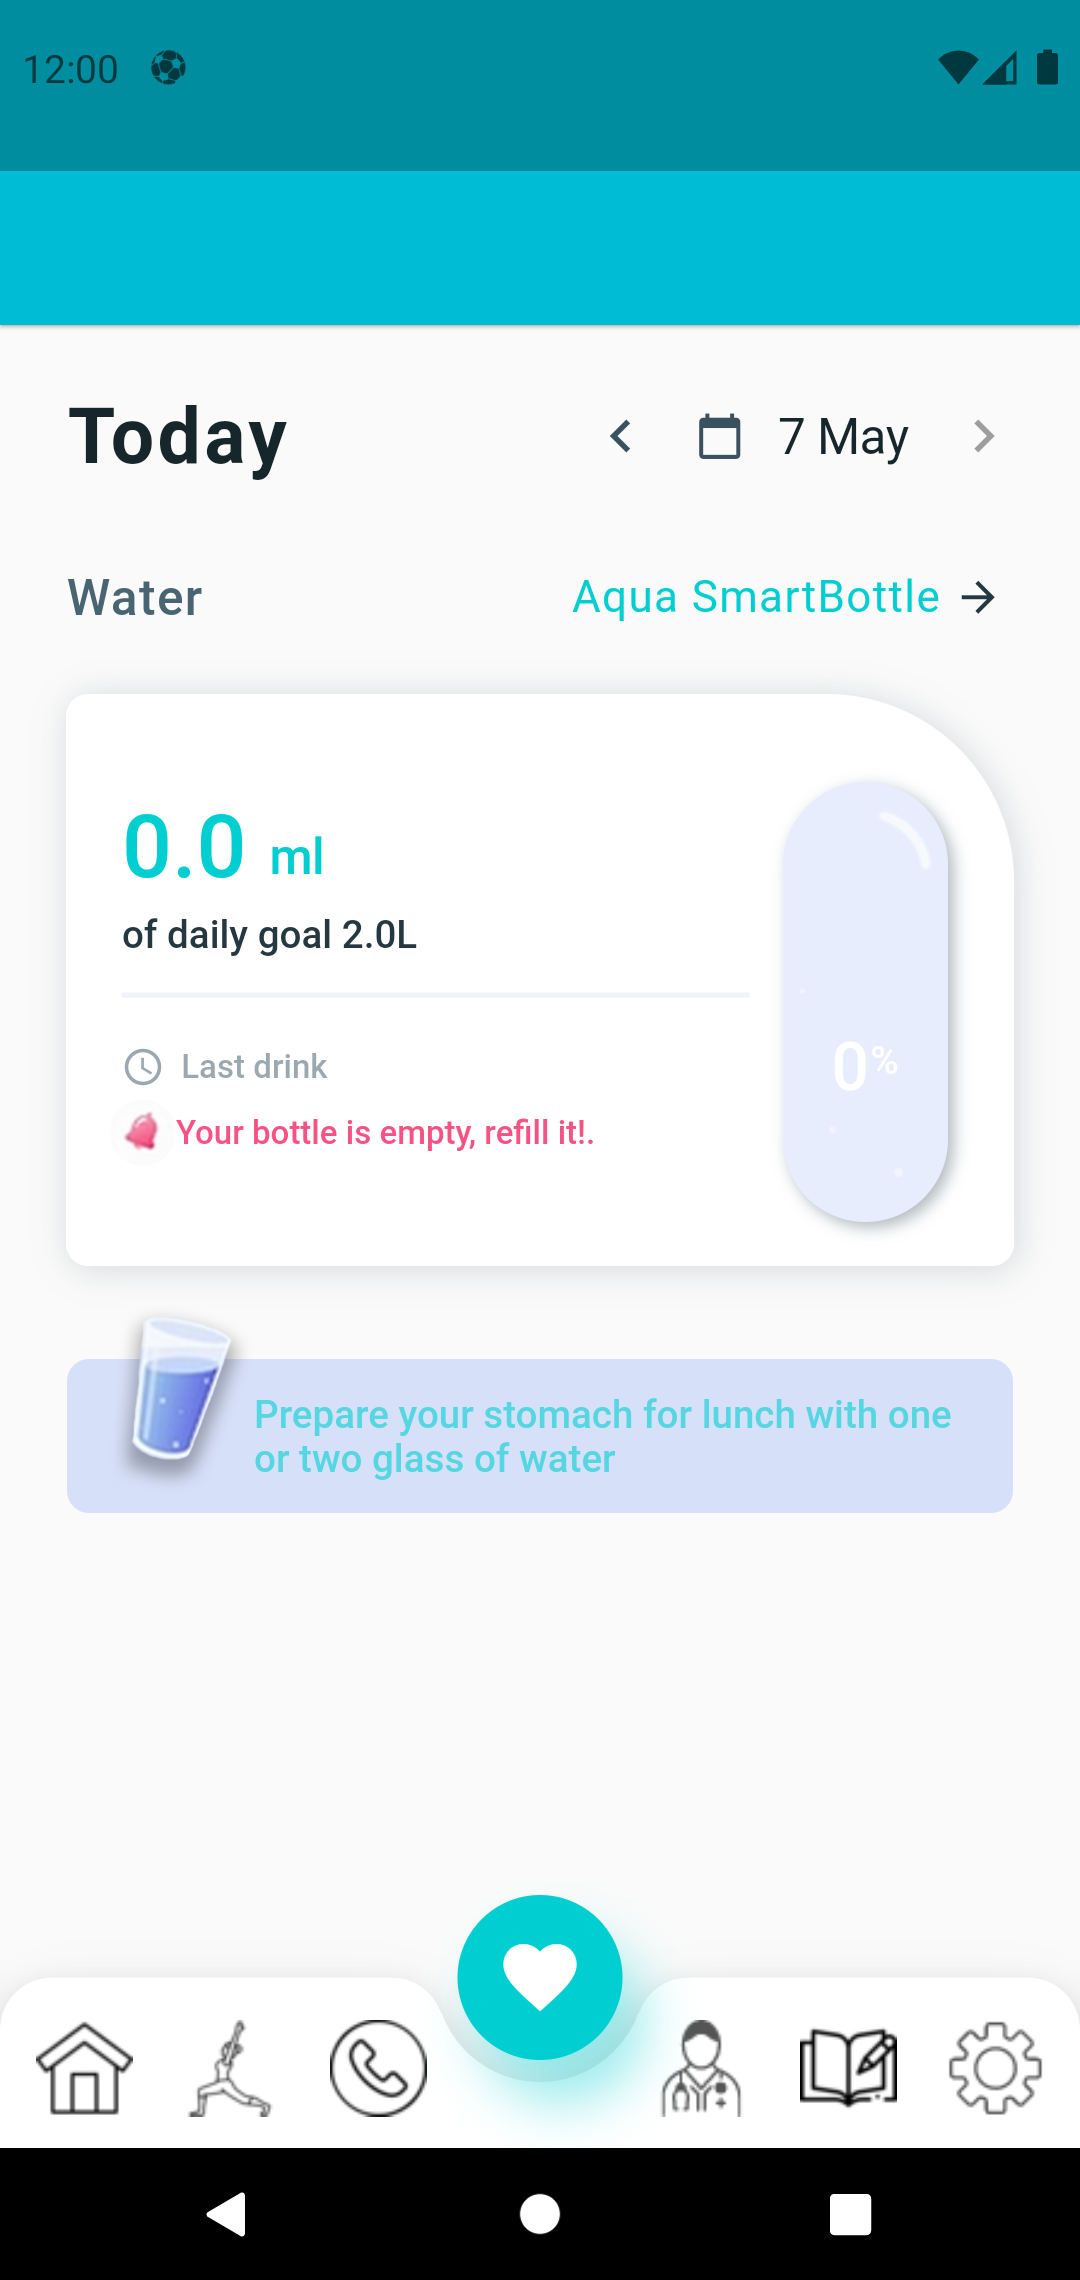 12:00
Today
7 May
Water
Aqua SmartBottle
0.0 ml
of daily goal 2.0L
Last drink
Your bottle is empty, refill it!.
0%
Prepare your stomach for lunch with one
or two glass of water